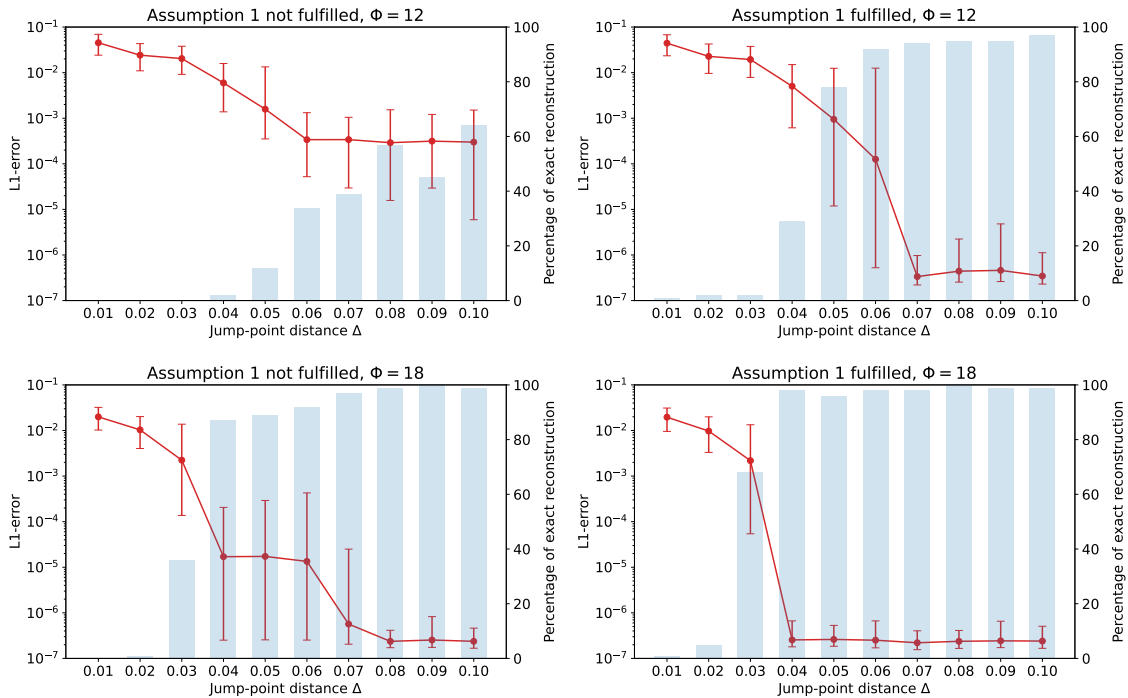 Assumption 1 not fulfilled, Φ = 12
10⁻¹
10⁻²
10⁻³
10⁻⁴
10⁻⁵
10⁻⁶
10⁻⁷
L1-error
100
80
60
40
20
0
Percentage of exact reconstruction
0.01 0.02 0.03 0.04 0.05 0.06 0.07 0.08 0.09 0.10
Jump-point distance Δ
Assumption 1 fulfilled, Φ = 12
10⁻¹
10⁻²
10⁻³
10⁻⁴
10⁻⁵
10⁻⁶
10⁻⁷
L1-error
100
80
60
40
20
0
Percentage of exact reconstruction
0.01 0.02 0.03 0.04 0.05 0.06 0.07 0.08 0.09 0.10
Jump-point distance Δ
Assumption 1 not fulfilled, Φ = 18
10⁻¹
10⁻²
10⁻³
10⁻⁴
10⁻⁵
10⁻⁶
10⁻⁷
L1-error
100
80
60
40
20
0
Percentage of exact reconstruction
0.01 0.02 0.03 0.04 0.05 0.06 0.07 0.08 0.09 0.10
Jump-point distance Δ
Assumption 1 fulfilled, Φ = 18
10⁻¹
10⁻²
10⁻³
10⁻⁴
10⁻⁵
10⁻⁶
10⁻⁷
L1-error
100
80
60
40
20
0
Percentage of exact reconstruction
0.01 0.02 0.03 0.04 0.05 0.06 0.07 0.08 0.09 0.10
Jump-point distance Δ